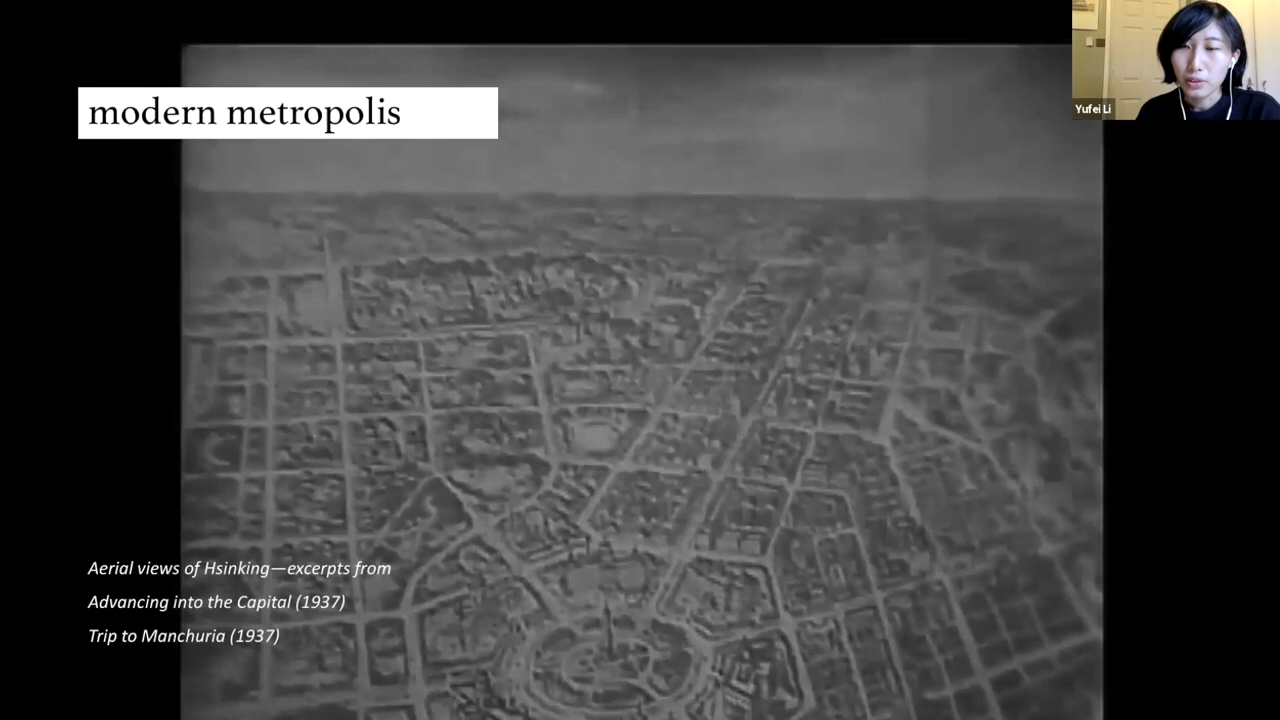 modern metropolis
Yufei Li
Aerial views of Hsinking—excerpts from
Advancing into the Capital (1937)
Trip to Manchuria (1937)